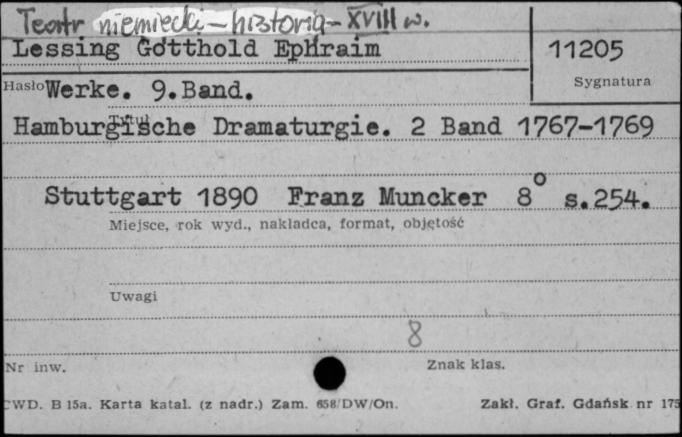 Teatr niemiecki - historia - XVIII w.
Lessing Gotthold Ephraim 11205
Hasło Werke. 9.Band. Sygnatura
Tytuł
Hamburgische Dramaturgie. 2 Band 1767-1769
Stuttgart 1890 Franz Muncker 8° s.254.
Miejsce, rok wyd., nakładca, format, objętość
Uwagi
8
Nr inw. Znak klas.
CWD. B 15a. Karta katal. (z nadr.) Zam. 658/DW/On. Zakł. Graf. Gdańsk nr 175